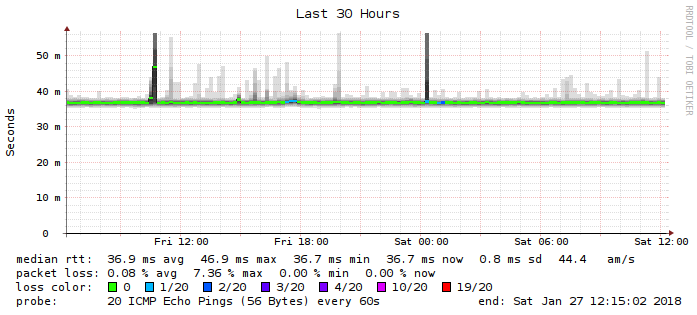 Last 30 Hours
RRDTOOL / TOBI OETIKER
Seconds
50 m
40 m
30 m
20 m
10 m
0
Fri 12:00 Fri 18:00 Sat 00:00 Sat 06:00 Sat 12:00
median rtt: 36.9 ms avg 46.9 ms max 36.7 ms min 36.7 ms now 0.8 ms sd 44.4 am/s
packet loss: 0.08 % avg 7.36 % max 0.00 % min 0.00 % now
loss color: 0 1/20 2/20 3/20 4/20 10/20 19/20
probe: 20 ICMP Echo Pings (56 Bytes) every 60s end: Sat Jan 27 12:15:02 2018